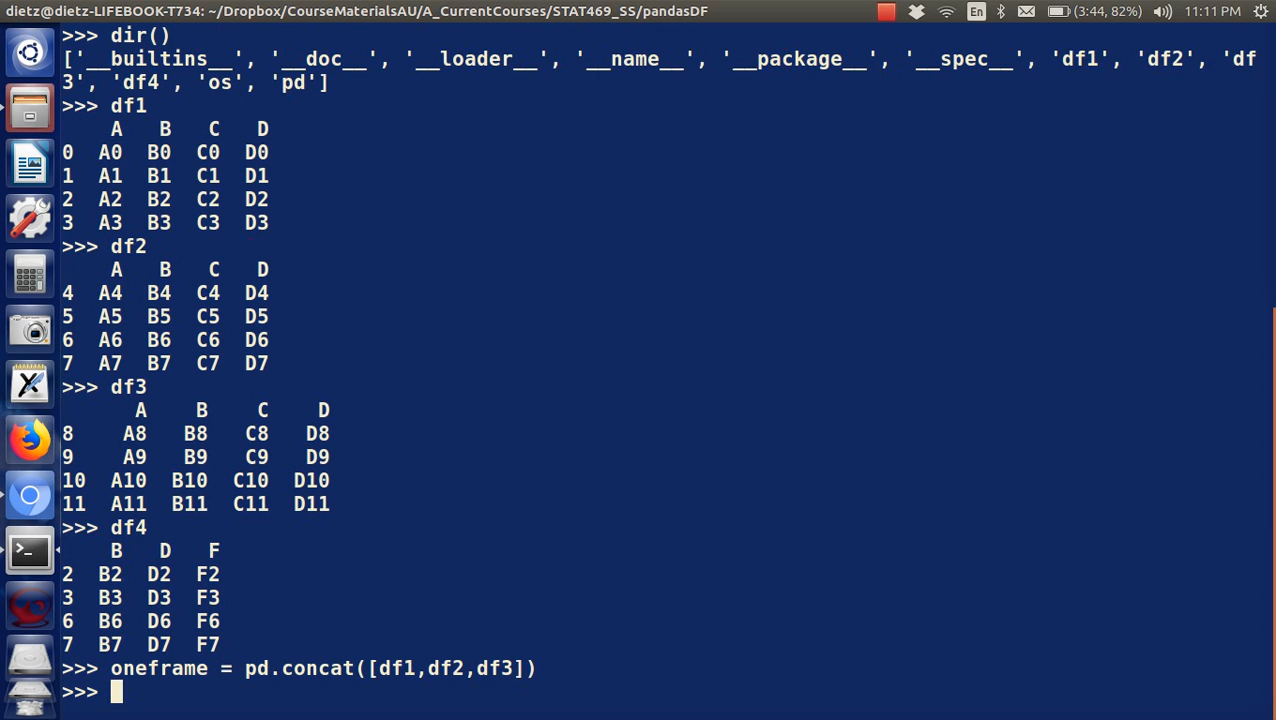 dietz@dietz-LIFEBOOK-T734: ~/Dropbox/CourseMaterialsAU/A_CurrentCourses/STAT469_SS/pandasDF En (3:44, 82%) 11:11 PM
>>> dir()
['__builtins__', '__doc__', '__loader__', '__name__', '__package__', '__spec__', 'df1', 'df2', 'df
3', 'df4', 'os', 'pd']
>>> df1
A B C D
0 A0 B0 C0 D0
1 A1 B1 C1 D1
2 A2 B2 C2 D2
3 A3 B3 C3 D3
>>> df2
A B C D
4 A4 B4 C4 D4
5 A5 B5 C5 D5
6 A6 B6 C6 D6
7 A7 B7 C7 D7
>>> df3
A B C D
8 A8 B8 C8 D8
9 A9 B9 C9 D9
10 A10 B10 C10 D10
11 A11 B11 C11 D11
>>> df4
B D F
2 B2 D2 F2
3 B3 D3 F3
6 B6 D6 F6
7 B7 D7 F7
>>> oneframe = pd.concat([df1,df2,df3])
>>>